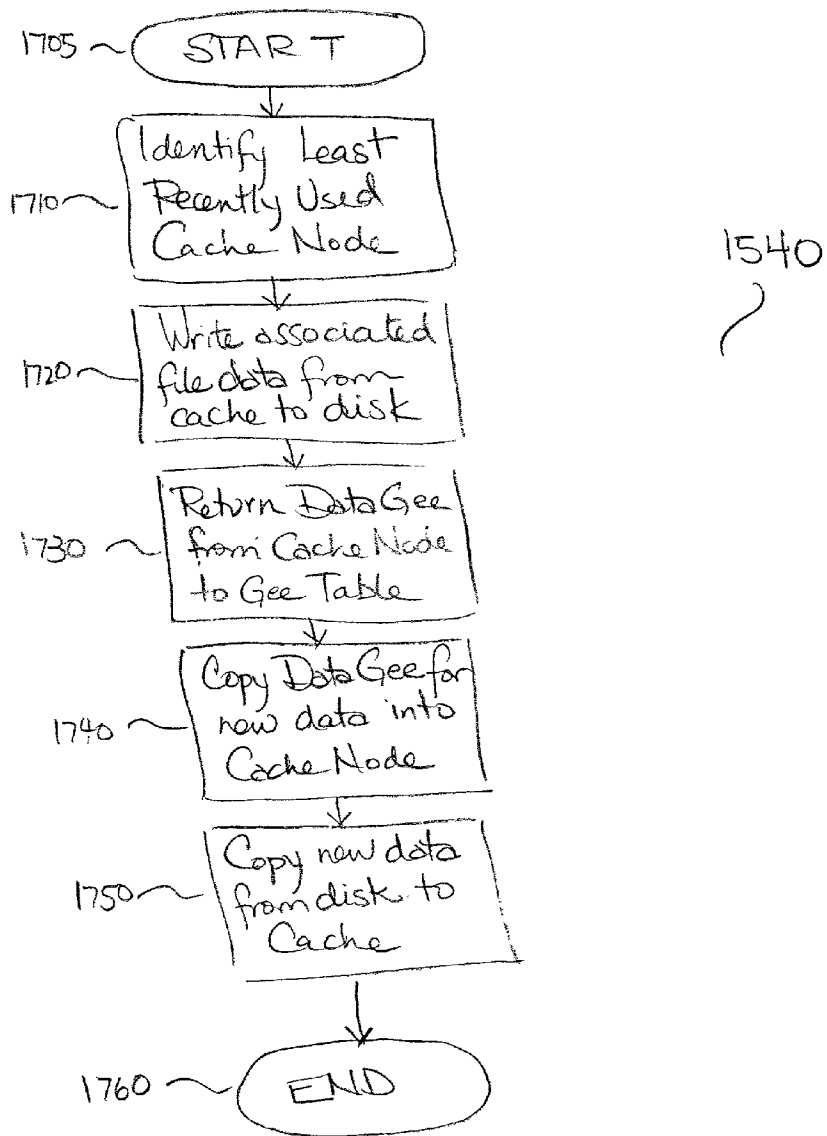 1705 START
Identify Least
1710 Recently Used
Cache Node
1540
Write associated
1720 file data from
cache to disk
Return Data Gee
1730 from Cache Node
to Gee Table
Copy Data Gee for
1740 new data into
Cache Node
Copy new data
1750 from disk to
Cache
1760 END